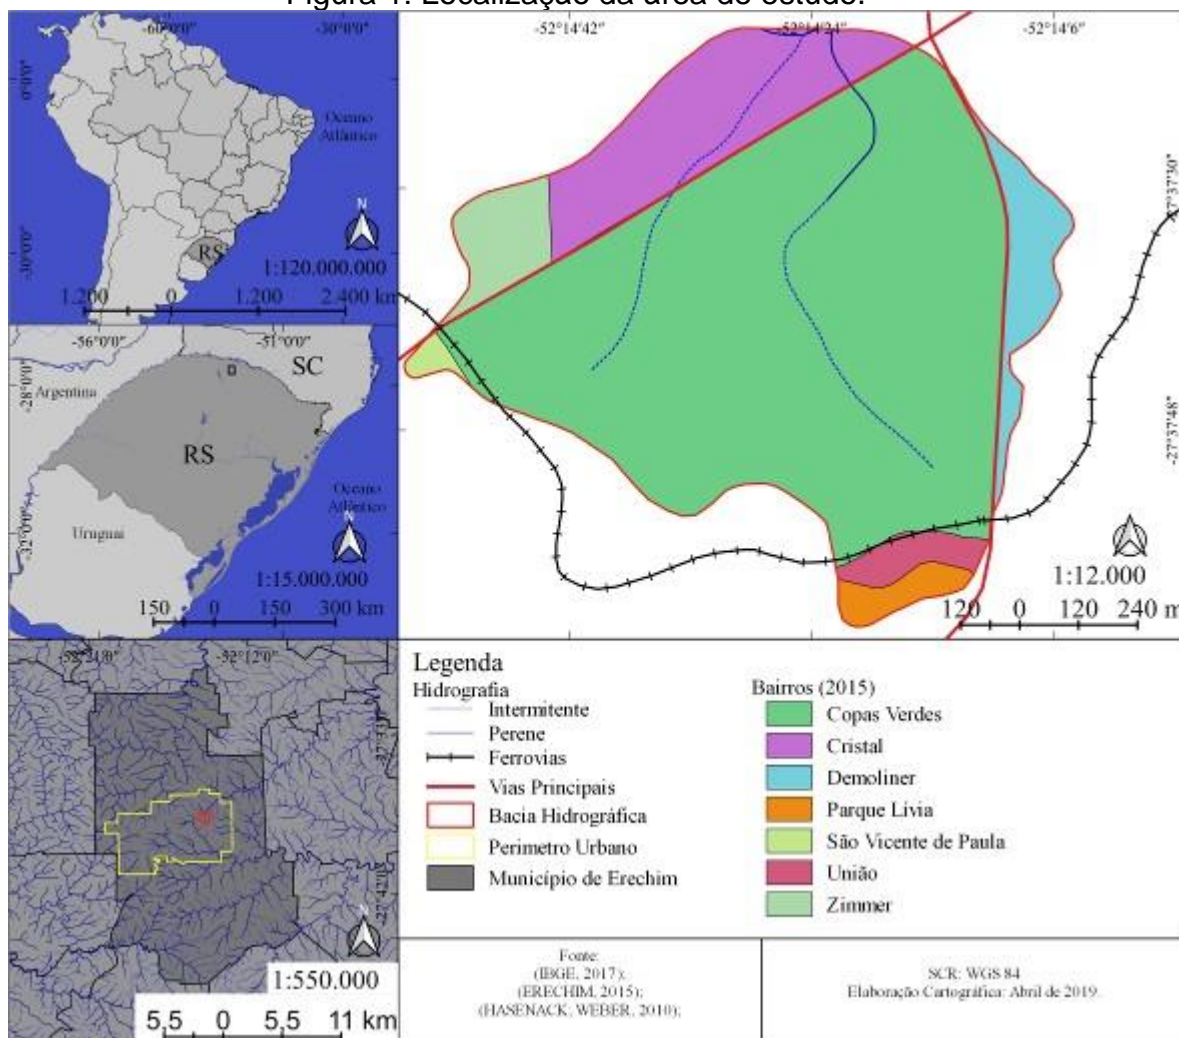 Figura 1: Localização da área de estudo.
-60°0'0"
-30°0'0"
0°0'0"
-30°0'0"
Oceano
Atlântico
RS
N
1:120.000.000
1.200 0 1.200 2.400 km
-56°0'0"
-51°0'0"
-28°0'0"
-32°0'0"
SC
Argentina
RS
Oceano
Atlântico
Uruguai
N
1:15.000.000
150 0 150 300 km
-52°12'0"
-27°42'0"
N
1:550.000
5,5 0 5,5 11 km
-52°14'42"
-52°14'24"
-52°14'6"
-27°37'30"
-27°37'48"
1:12.000
120 0 120 240 m
Legenda
Hidrografia
Intermitente
Perene
Ferrovias
Vias Principais
Bacia Hidrográfica
Perimetro Urbano
Município de Erechim
Bairros (2015)
Copas Verdes
Cristal
Demoliner
Parque Lívia
São Vicente de Paula
União
Zimmer
Fonte:
(IBGE, 2017);
(ERECHIM, 2015);
(HASENACK; WEBER, 2010);
SCR: WGS 84
Elaboração Cartográfica: Abril de 2019.